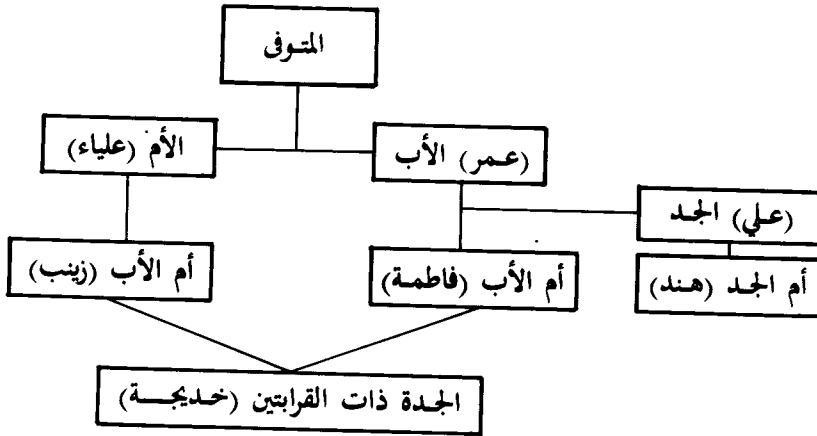 المتوفى
(عمر) الأب
الأم (علياء)
(علي) الجد
أم الجد (هند)
أم الأب (فاطمة)
أم الأب (زينب)
الجدة ذات القرابتين (خديجة)